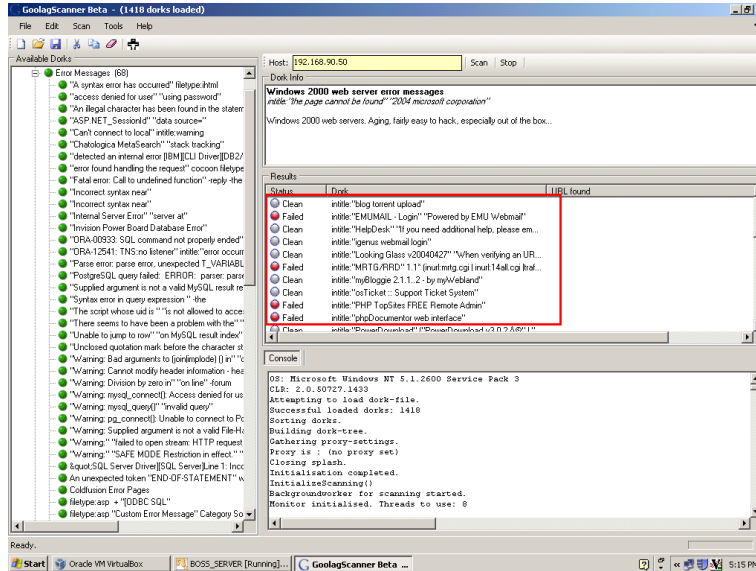 GoolagScanner Beta - (1418 dorks loaded)
File Edit Scan Tools Help
Available Dorks
Error Messages (68)
"A syntax error has occurred" filetype:ihtml
"access denied for user" "using password"
"An illegal character has been found in the statem
"ASP.NET_SessionId" "data source="
"Can't connect to local" intitle:warning
"Chatologica MetaSearch" "stack tracking"
"detected an internal error [IBM][CLI Driver][DB2/
"error found handling the request" cocoon filetype
"Fatal error: Call to undefined function" -reply -the
"Incorrect syntax near"
"Incorrect syntax near"
"Internal Server Error" "server at"
"Invision Power Board Database Error"
"ORA-00933: SQL command not properly ended"
"ORA-12541: TNS:no listener" intitle:"error occurr
"Parse error: parse error, unexpected T_VARIABL
"PostgreSQL query failed: ERROR: parser: parse
"Supplied argument is not a valid MySQL result re
"Syntax error in query expression " -the
"The script whose uid is " "is not allowed to acces
"There seems to have been a problem with the" "
"Unable to jump to row" "on MySQL result index"
"Unclosed quotation mark before the character st
"Warning: Bad arguments to (join|implode) () in" "o
"Warning: Cannot modify header information - hea
"Warning: Division by zero in" "on line" -forum
"Warning: mysql_connect(): Access denied for us
"Warning: mysql_query()" "invalid query"
"Warning: pg_connect(): Unable to connect to Po
"Warning: Supplied argument is not a valid File-Ha
"Warning:" "failed to open stream: HTTP request
"Warning:" "SAFE MODE Restriction in effect." "
&quot;SQL Server Driver][SQL Server]Line 1: Inco
An unexpected token "END-OF-STATEMENT" w
Coldfusion Error Pages
filetype:asp + "[ODBC SQL"
filetype:asp "Custom Error Message" Category So
Host: 192.168.90.50 Scan Stop
Dork Info
Windows 2000 web server error messages
intitle:"the page cannot be found" "2004 microsoft corporation"
Windows 2000 web servers. Aging, fairly easy to hack, especially out of the box...
Results
Status Dork URL found
Clean intitle:"blog torrent upload"
Failed intitle:"EMUMAIL - Login" "Powered by EMU Webmail"
Clean intitle:"HelpDesk" "If you need additional help, please em...
Clean intitle:"igenus webmail login"
Clean intitle:"Looking Glass v20040427" "When verifying an UR...
Failed intitle:"MRTG/RRD" 1.1" (inurl:mrtg.cgi | inurl:14all.cgi |traf...
Clean intitle:"myBloggie 2.1.1..2 - by myWebland"
Clean intitle:"osTicket :: Support Ticket System"
Failed intitle:"PHP TopSites FREE Remote Admin"
Failed intitle:"phpDocumentor web interface"
Clean
Console
OS: Microsoft Windows NT 5.1.2600 Service Pack 3
CLR: 2.0.50727.1433
Attempting to load dork-file.
Successful loaded dorks: 1418
Sorting dorks.
Building dork-tree.
Gathering proxy-settings.
Proxy is : (no proxy set)
Closing splash.
Initialisation completed.
InitializeScanning()
Backgroundworker for scanning started.
Monitor initialised. Threads to use: 8
Ready.
Start Oracle VM VirtualBox BOSS_SERVER [Running]... GoolagScanner Beta ... 5:15 PM